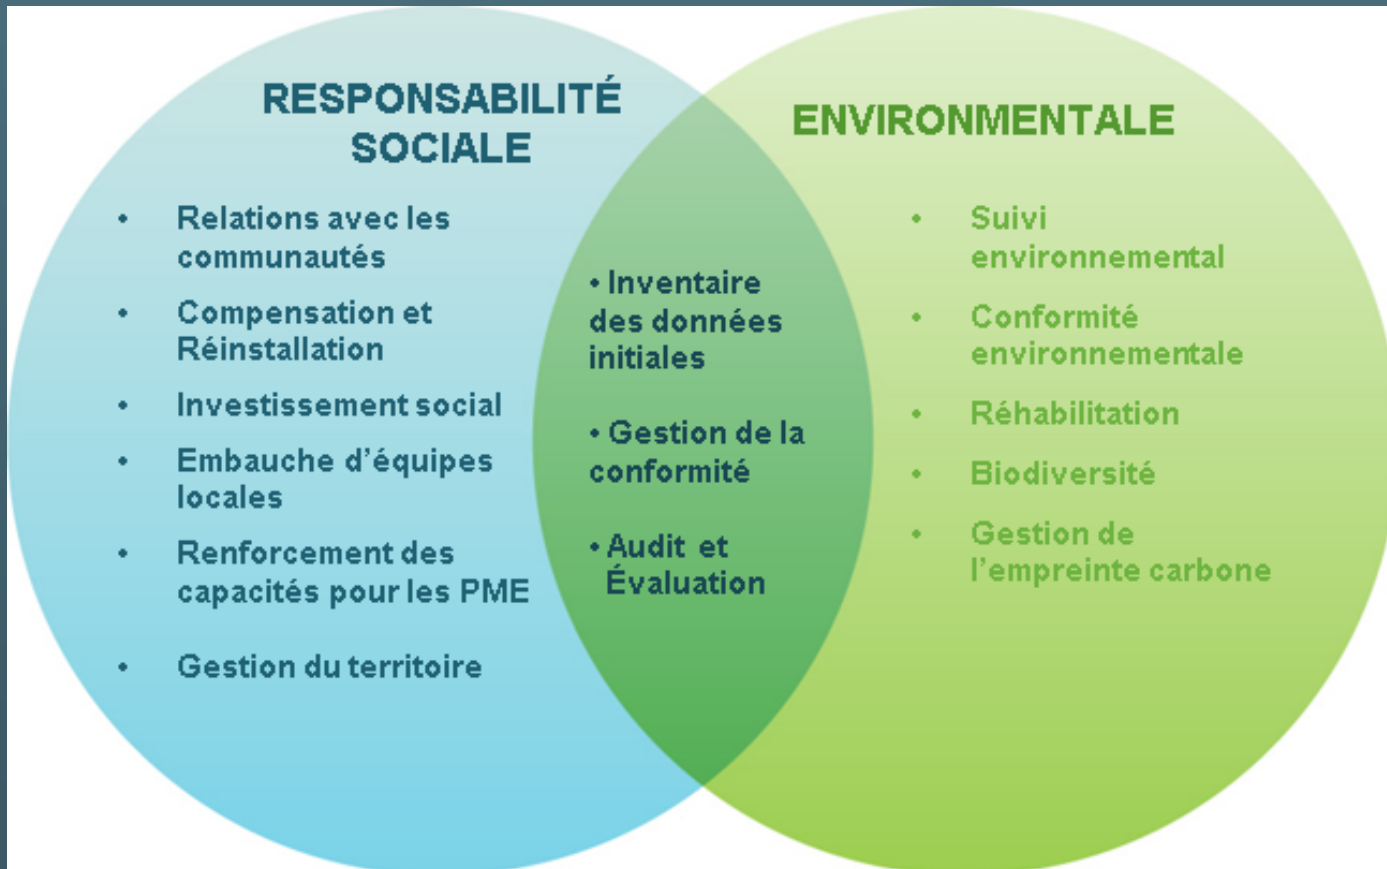 RESPONSABILITÉ
SOCIALE
• Relations avec les
communautés
• Compensation et
Réinstallation
• Investissement social
• Embauche d’équipes
locales
• Renforcement des
capacités pour les PME
• Gestion du territoire
• Inventaire
des données
initiales
• Gestion de la
conformité
• Audit et
Évaluation
ENVIRONMENTALE
• Suivi
environnemental
• Conformité
environnementale
• Réhabilitation
• Biodiversité
• Gestion de
l’empreinte carbone